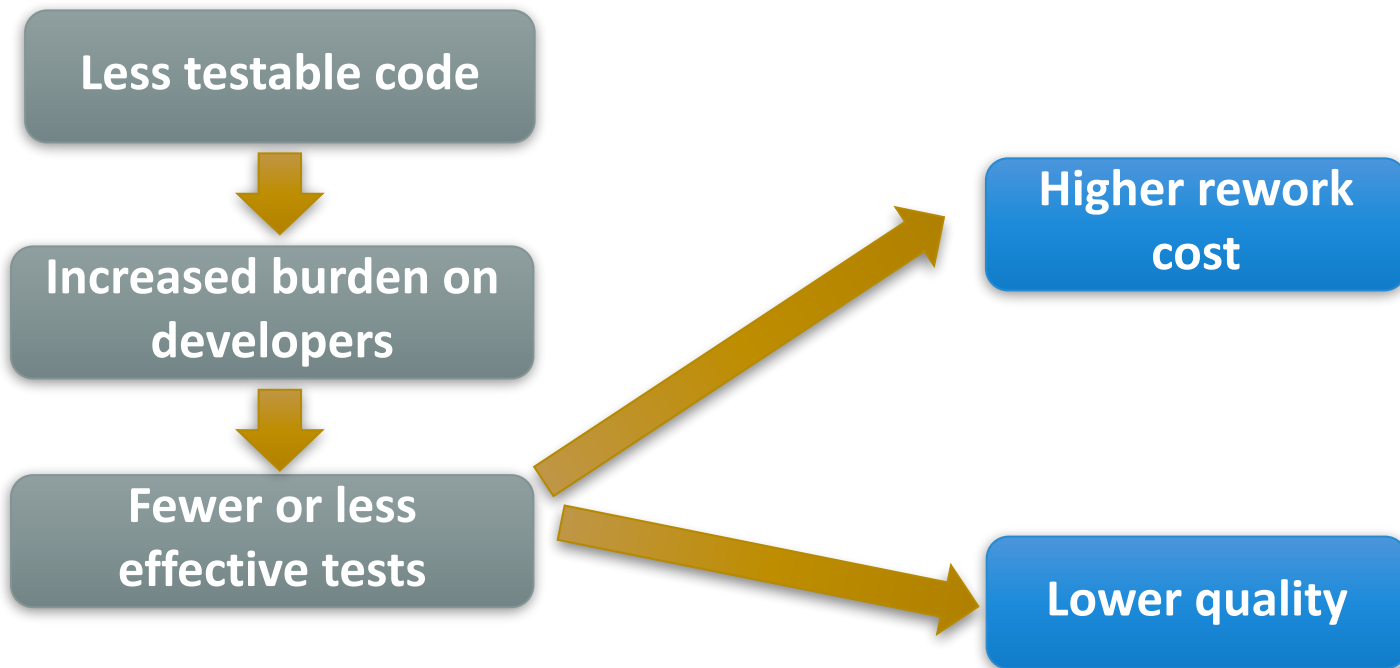 Less testable code
Increased burden on
developers
Fewer or less
effective tests
Higher rework
cost
Lower quality